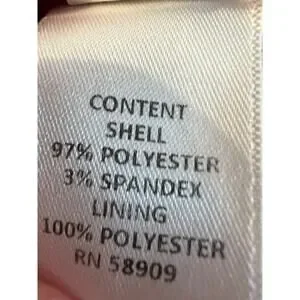 CONTENT
SHELL
97% POLYESTER
3% SPANDEX
LINING
100% POLYESTER
RN 58909